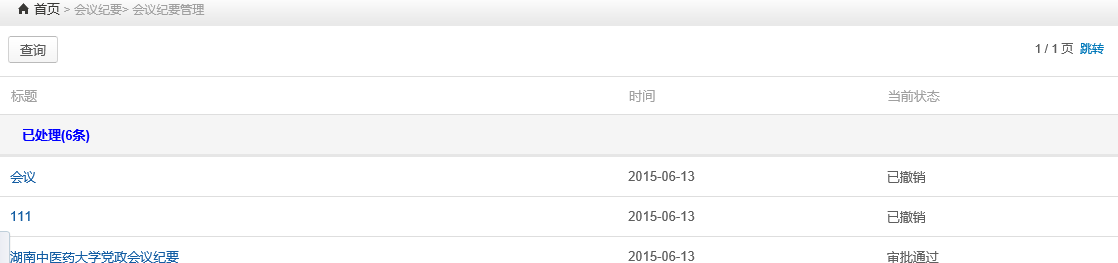 首页 > 会议纪要> 会议纪要管理
查询 1 / 1 页 跳转
标题 时间 当前状态
已处理(6条)
会议 2015-06-13 已撤销
111 2015-06-13 已撤销
湖南中医药大学党政会议纪要 2015-06-13 审批通过